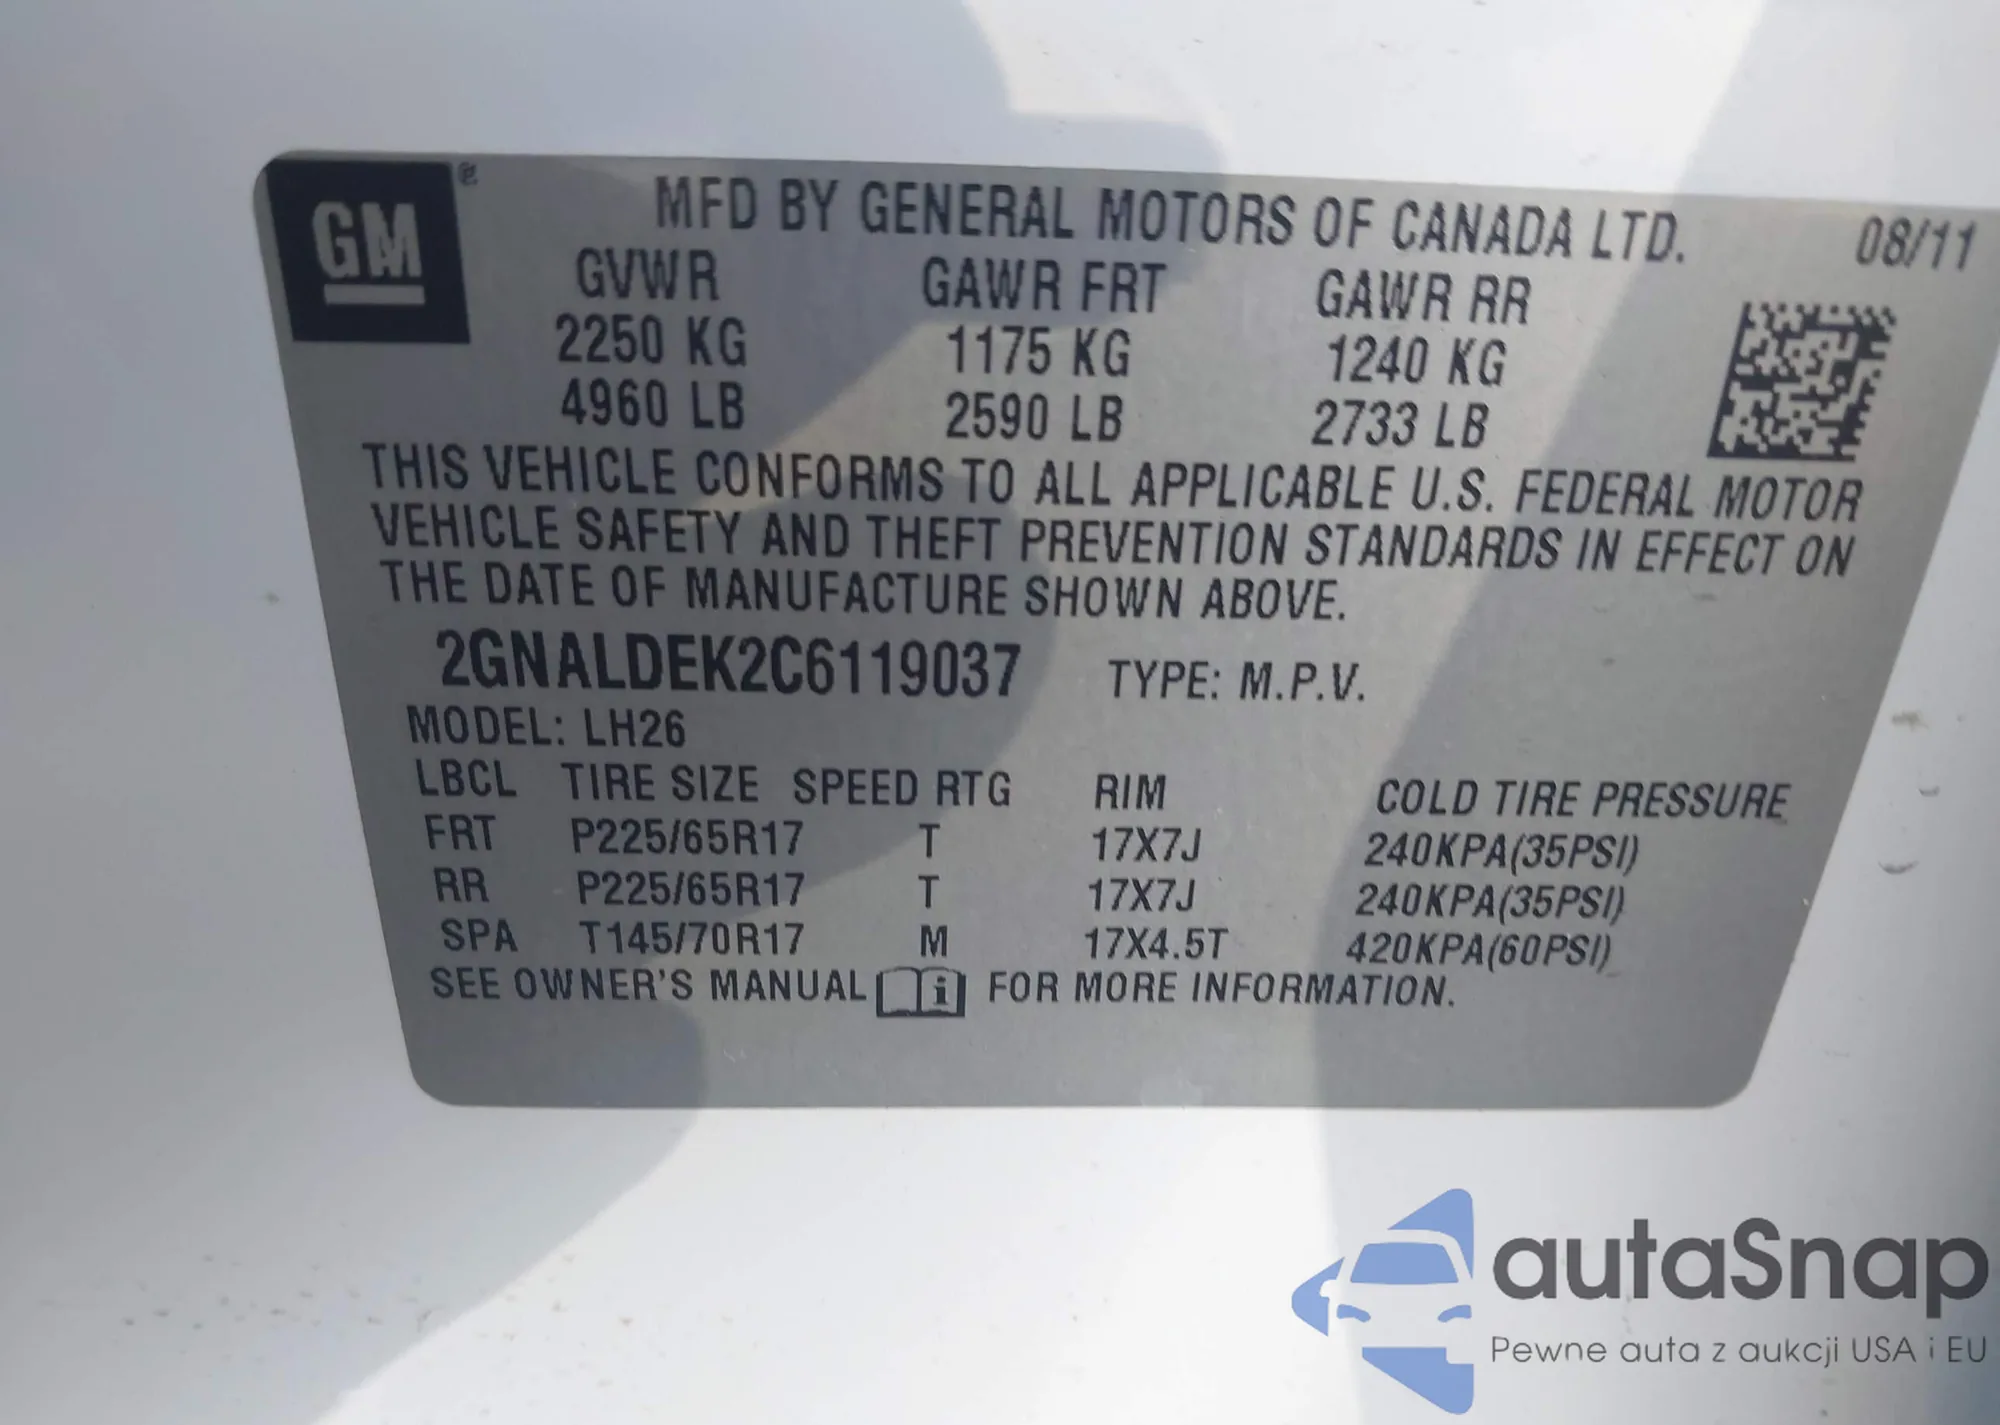 GM
MFD BY GENERAL MOTORS OF CANADA LTD. 08/11
GVWR GAWR FRT GAWR RR
2250 KG 1175 KG 1240 KG
4960 LB 2590 LB 2733 LB
THIS VEHICLE CONFORMS TO ALL APPLICABLE U.S. FEDERAL MOTOR
VEHICLE SAFETY AND THEFT PREVENTION STANDARDS IN EFFECT ON
THE DATE OF MANUFACTURE SHOWN ABOVE.
2GNALDEK2C6119037 TYPE: M.P.V.
MODEL: LH26
LBCL TIRE SIZE SPEED RTG RIM COLD TIRE PRESSURE
FRT P225/65R17 T 17X7J 240KPA(35PSI)
RR P225/65R17 T 17X7J 240KPA(35PSI)
SPA T145/70R17 M 17X4.5T 420KPA(60PSI)
SEE OWNER'S MANUAL i FOR MORE INFORMATION.
autaSnap
Pewne auta z aukcji USA i EU